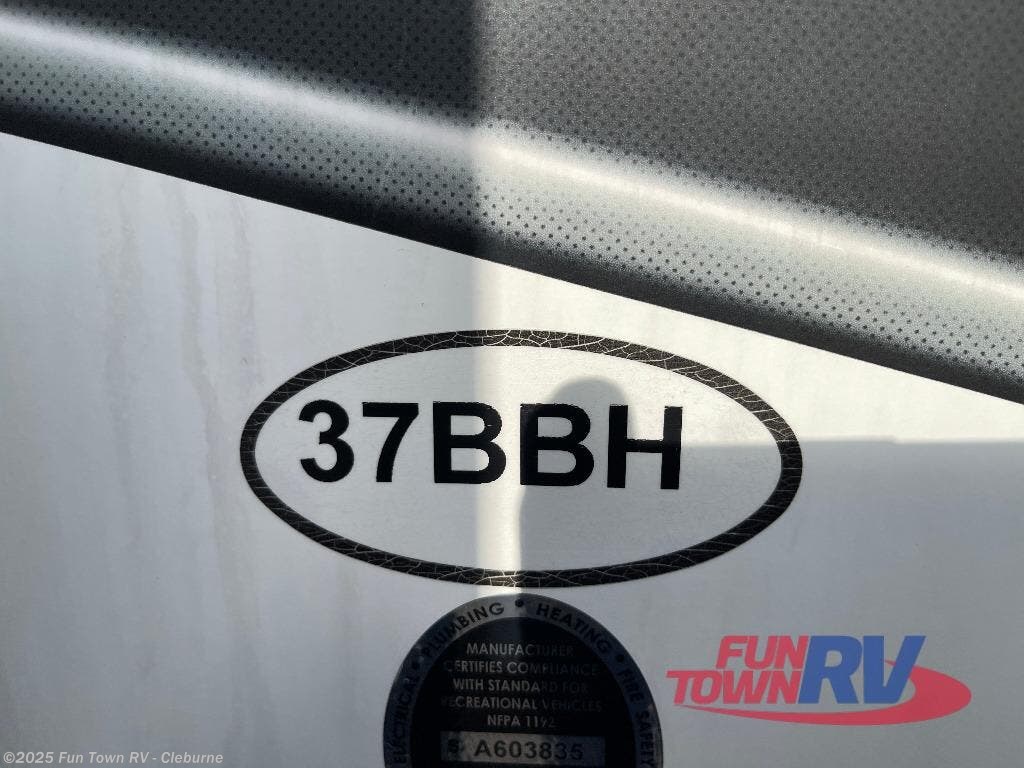 37BBH
ELECTRICAL • PLUMBING • HEATING • FIRE SAFETY
MANUFACTURER
CERTIFIES COMPLIANCE
WITH STANDARD FOR
RECREATIONAL VEHICLES
NFPA 1192
A603835
FUN
TOWN RV
©2025 Fun Town RV - Cleburne